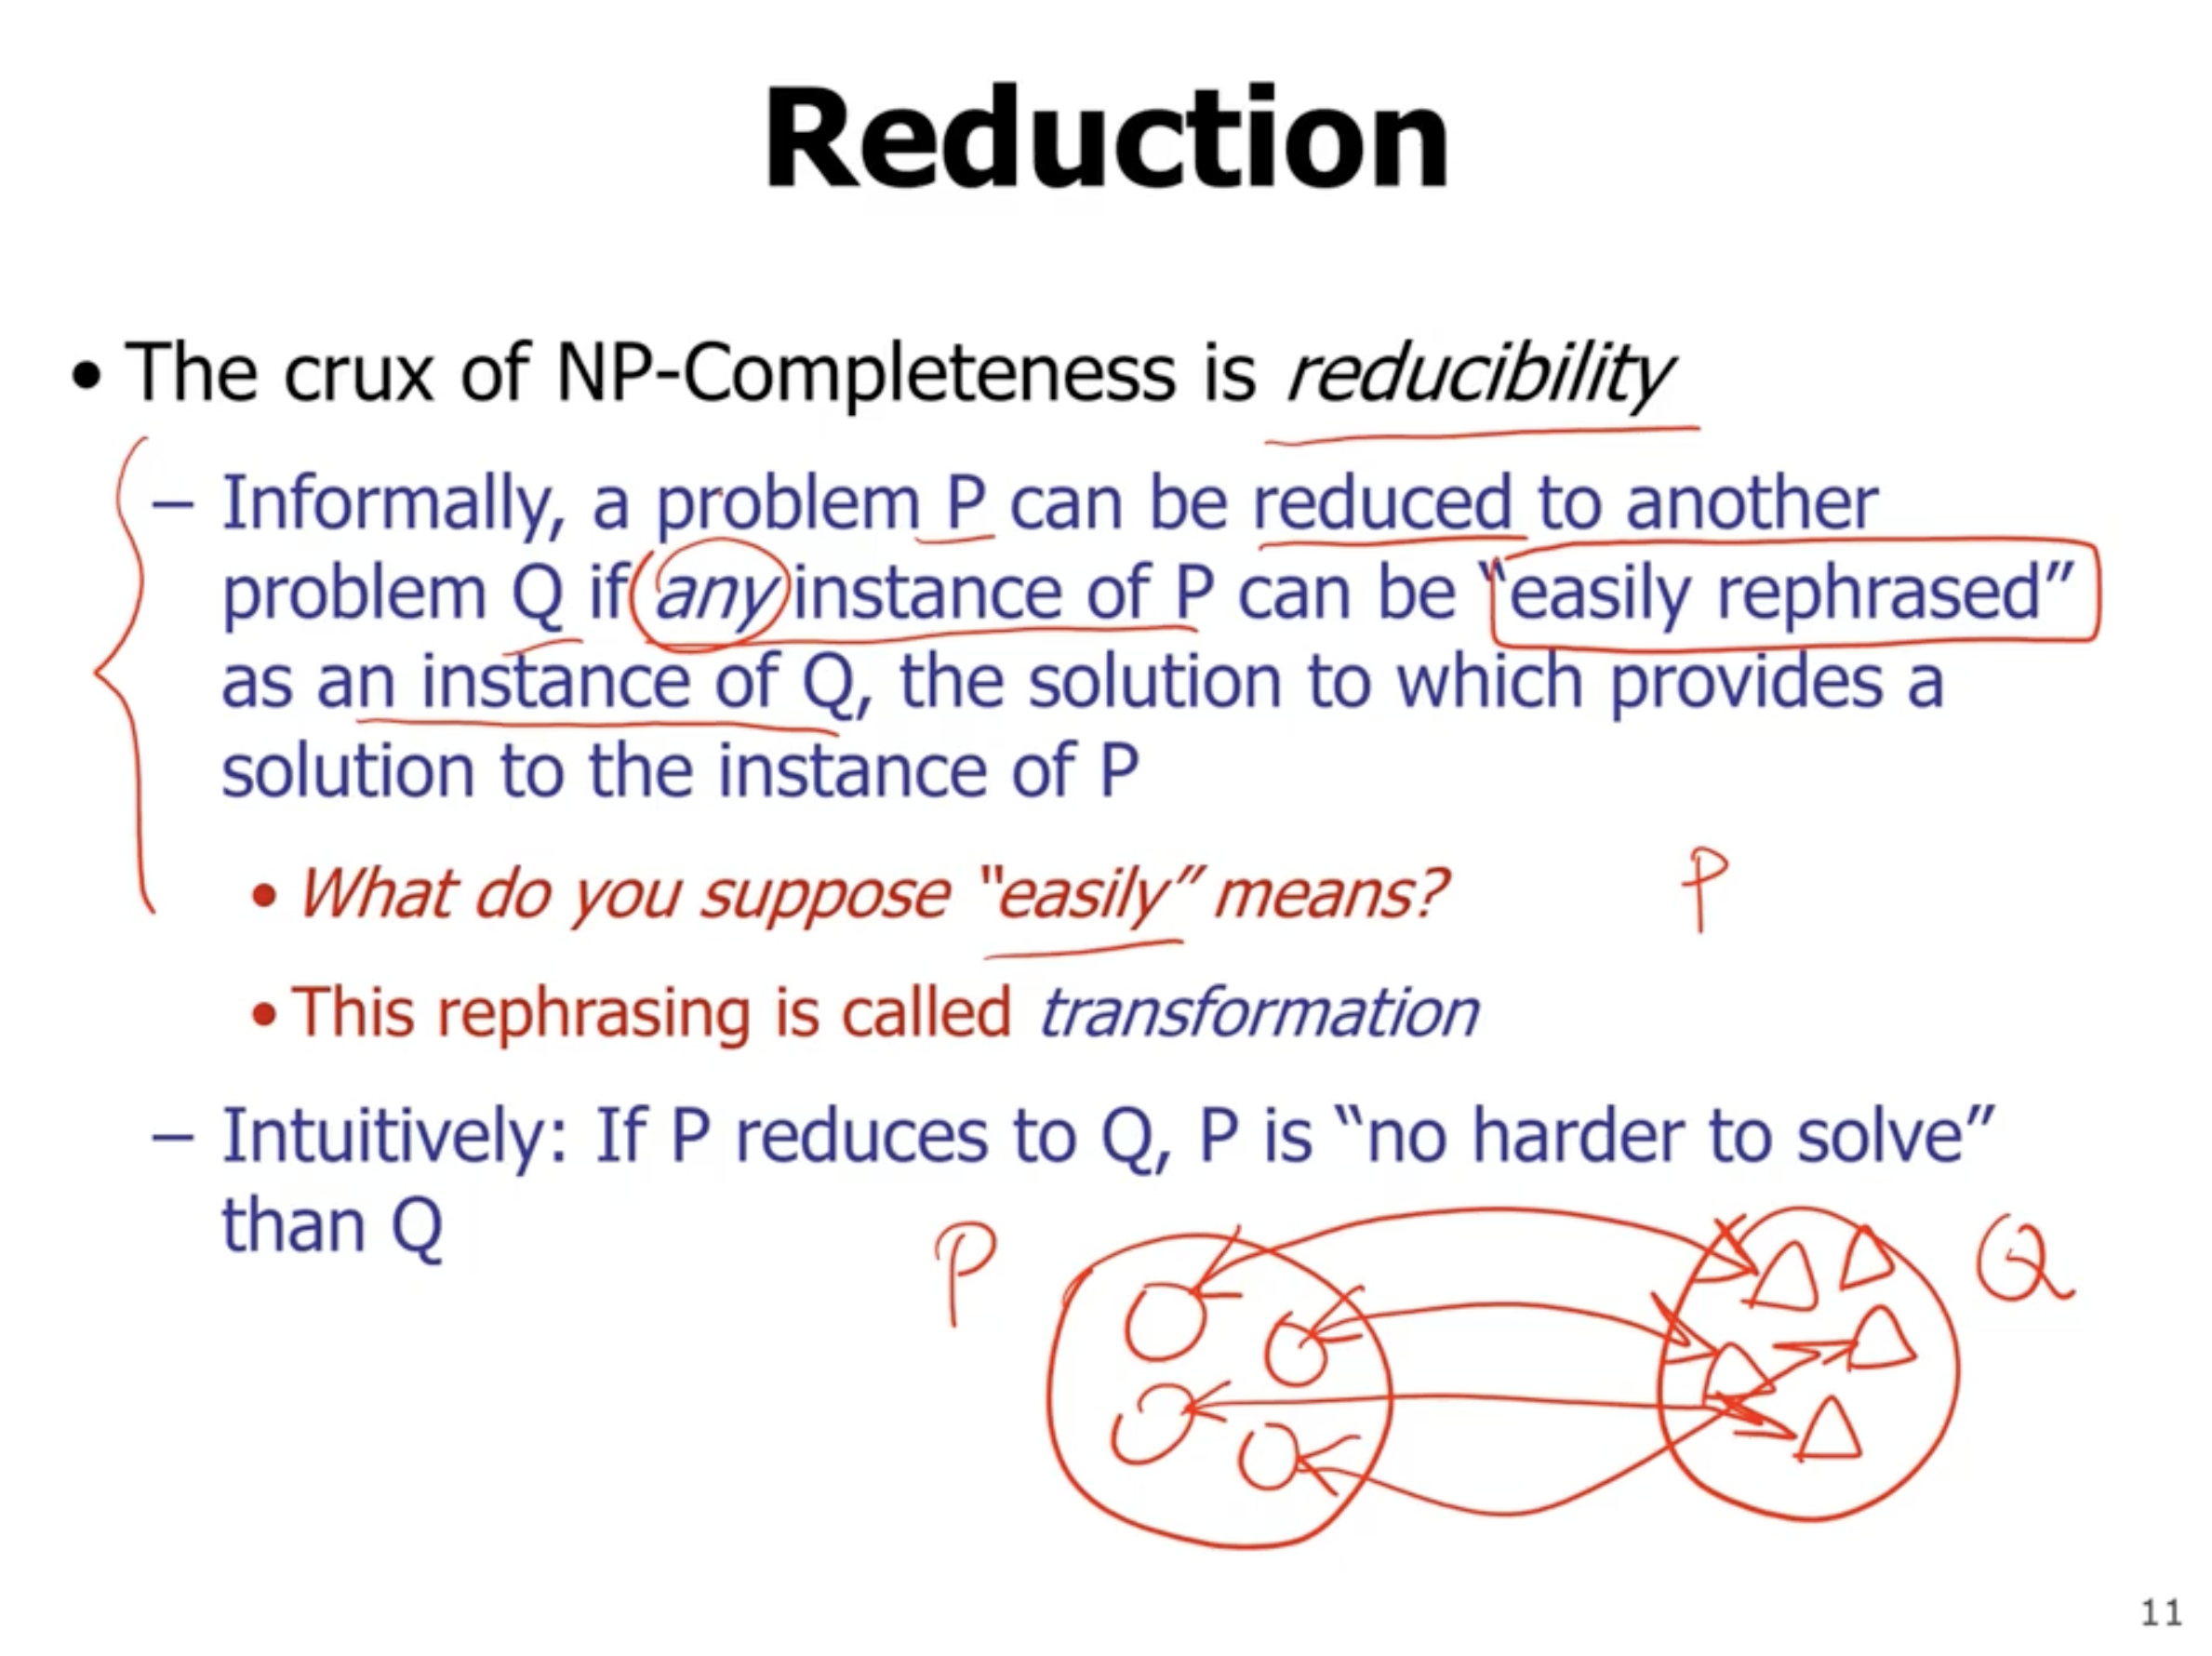 Reduction
• The crux of NP-Completeness is reducibility
– Informally, a problem P can be reduced to another
problem Q if any instance of P can be “easily rephrased”
as an instance of Q, the solution to which provides a
solution to the instance of P
• What do you suppose “easily” means?
P
• This rephrasing is called transformation
– Intuitively: If P reduces to Q, P is “no harder to solve”
than Q
P
Q
11